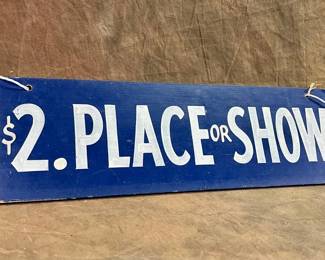 $2. PLACE OR SHOW